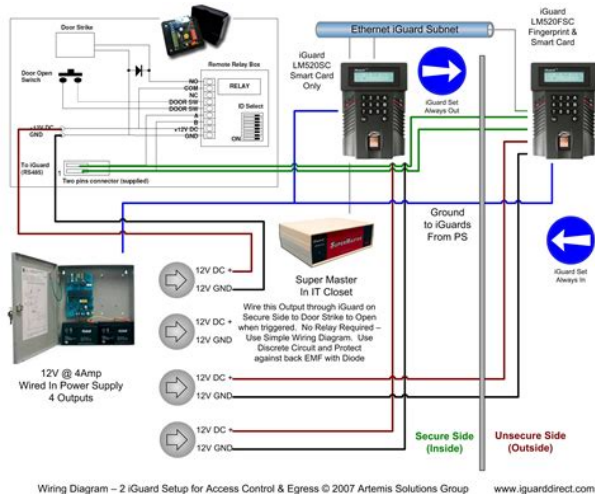 Door Strike
Door Open
Switch
Remote Relay Box
NO
COM
NC
DOOR SW
DOOR SW
A
B
+12V DC
GND
RELAY
ID Select
ON
+12V DC
GND
To iGuard
(RS485)
1
Two pins connector (supplied)
Ethernet iGuard Subnet
iGuard
LM520SC
Smart Card
Only
iGuard Set
Always Out
iGuard
LM520FSC
Fingerprint &
Smart Card
iGuard Set
Always In
Ground
to iGuards
From PS
SuperMaster
Super Master
In IT Closet
Wire this Output through iGuard on
Secure Side to Door Strike to Open
when triggered. No Relay Required –
Use Simple Wiring Diagram. Use
Discrete Circuit and Protect
against back EMF with Diode
12V DC +
12V GND
12V DC +
12V GND
12V DC +
12V GND
12V DC +
12V GND
12V @ 4Amp
Wired In Power Supply
4 Outputs
Secure Side
(Inside)
Unsecure Side
(Outside)
Wiring Diagram – 2 iGuard Setup for Access Control & Egress © 2007 Artemis Solutions Group
www.iguarddirect.com